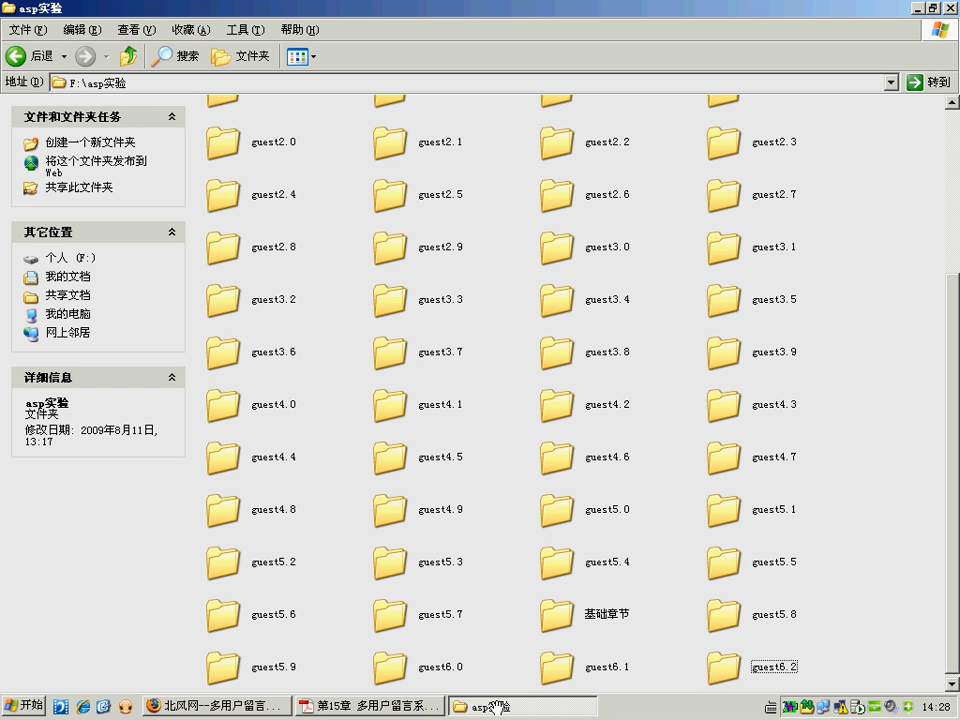 asp实验
文件(F) 编辑(E) 查看(V) 收藏(A) 工具(T) 帮助(H)
后退 搜索 文件夹
地址(D) F:\asp实验 转到
文件和文件夹任务
创建一个新文件夹
将这个文件夹发布到
Web
共享此文件夹
其它位置
个人 (F:)
我的文档
共享文档
我的电脑
网上邻居
详细信息
asp实验
文件夹
修改日期: 2009年8月11日,
13:17
guest2.0 guest2.1 guest2.2 guest2.3
guest2.4 guest2.5 guest2.6 guest2.7
guest2.8 guest2.9 guest3.0 guest3.1
guest3.2 guest3.3 guest3.4 guest3.5
guest3.6 guest3.7 guest3.8 guest3.9
guest4.0 guest4.1 guest4.2 guest4.3
guest4.4 guest4.5 guest4.6 guest4.7
guest4.8 guest4.9 guest5.0 guest5.1
guest5.2 guest5.3 guest5.4 guest5.5
guest5.6 guest5.7 基础章节 guest5.8
guest5.9 guest6.0 guest6.1 guest6.2
开始 北风网--多用户留言... 第15章 多用户留言系... asp实验 14:28